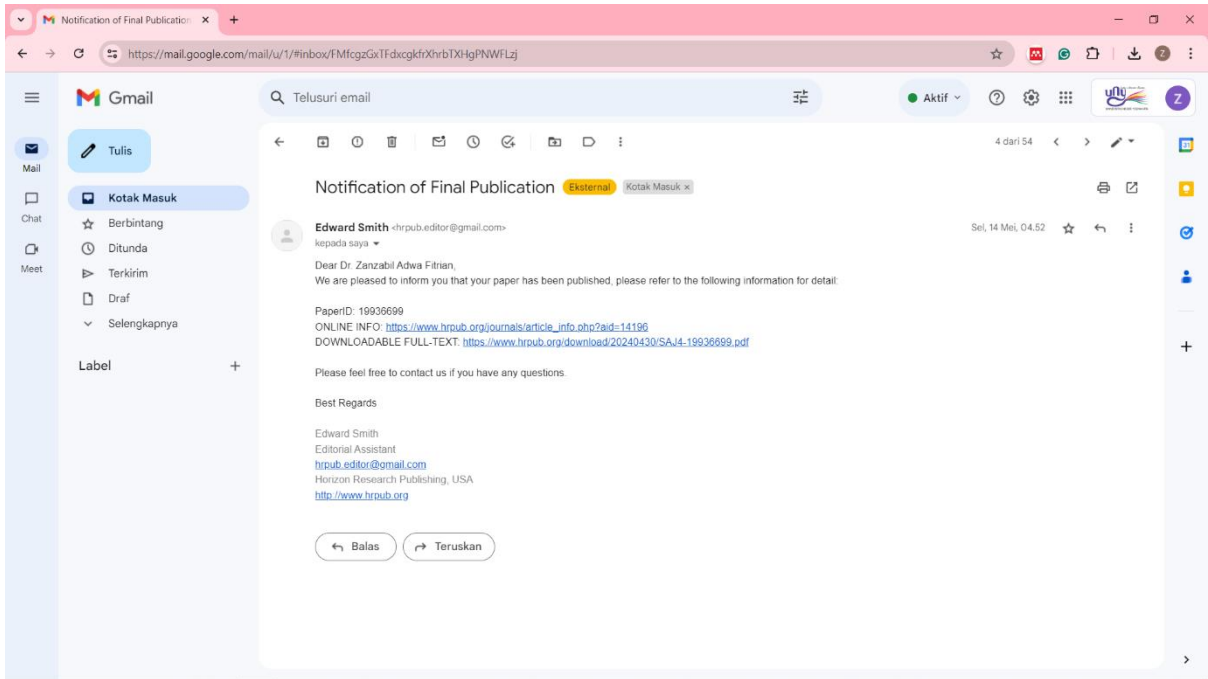 Notification of Final Publication
https://mail.google.com/mail/u/1/#inbox/FMfcgzGxTFdxcgkfrXhrbTXHgPNWFLzj
Z
Gmail
Telusuri email
Aktif
uny
Z
Mail
Chat
Meet
Tulis
Kotak Masuk
Berbintang
Ditunda
Terkirim
Draf
Selengkapnya
Label
4 dari 54
31
Notification of Final Publication Eksternal Kotak Masuk ×
Edward Smith <hrpub.editor@gmail.com> Sel, 14 Mei, 04.52
kepada saya
Dear Dr. Zanzabil Adwa Fitrian,
We are pleased to inform you that your paper has been published, please refer to the following information for detail:
PaperID: 19936699
ONLINE INFO: https://www.hrpub.org/journals/article_info.php?aid=14196
DOWNLOADABLE FULL-TEXT: https://www.hrpub.org/download/20240430/SAJ4-19936699.pdf
Please feel free to contact us if you have any questions.
Best Regards
Edward Smith
Editorial Assistant
hrpub.editor@gmail.com
Horizon Research Publishing, USA
http://www.hrpub.org
Balas
Teruskan